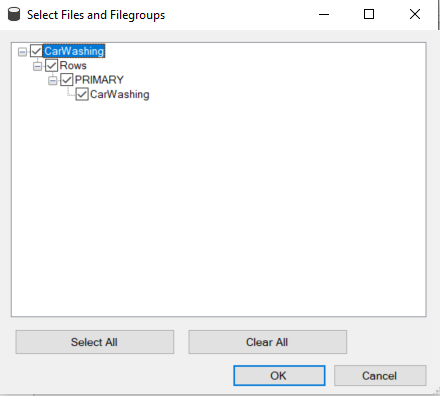 Select Files and Filegroups
CarWashing
Rows
PRIMARY
CarWashing
Select All Clear All
OK Cancel